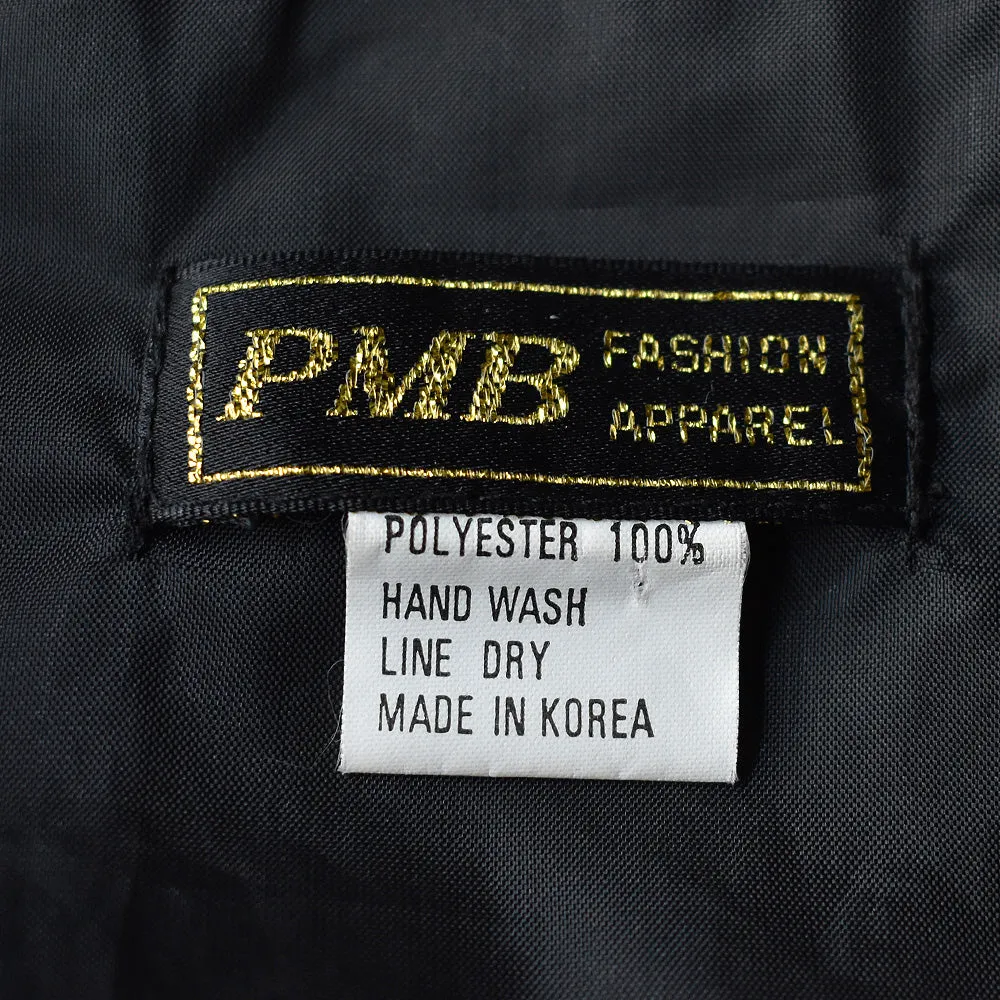 PMB FASHION
APPAREL
POLYESTER 100%
HAND WASH
LINE DRY
MADE IN KOREA